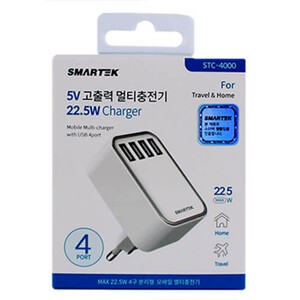 STC-4000
SMARTEK
5V 고출력 멀티충전기
22.5W Charger
Mobile Multi-charger
with USB 4port
For
Travel & Home
SMARTEK
22.5
MAX W
SMARTEK
4
PORT
Home
Travel
MAX 22.5W 4구 분리형 모바일 멀티충전기